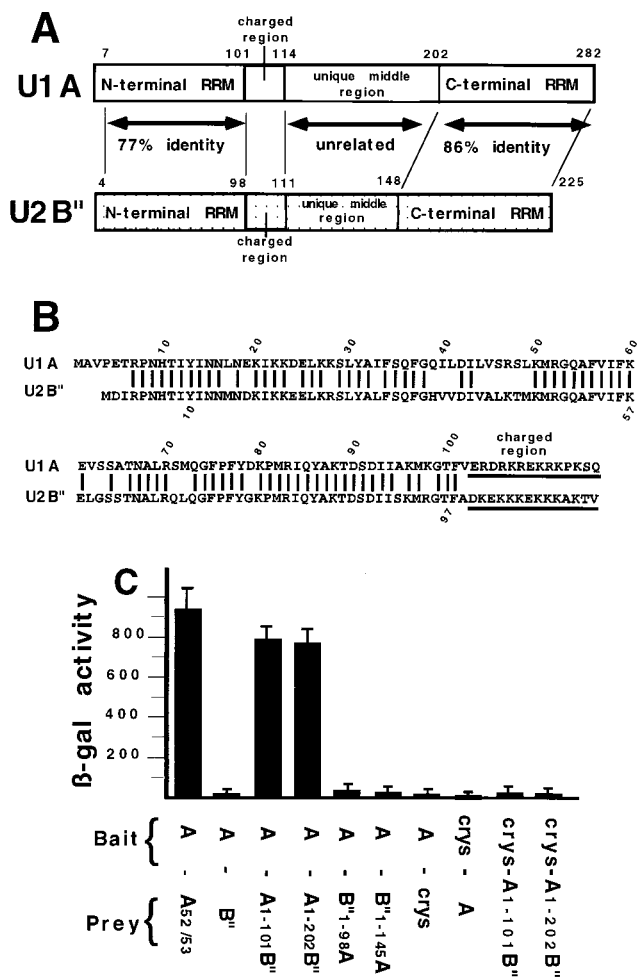 A
charged
region
7 101 114 202 282
U1 A N-terminal RRM unique middle region C-terminal RRM
77% identity unrelated 86% identity
4 98 111 148 225
U2 B" N-terminal RRM unique middle region C-terminal RRM
charged
region
B
10 20 30 40 50 60
U1 A MAVPETRPNHTIYINNLNEKIKKDELKKSLYAIFSQFGQILDILVSRSLKMRGQAFVIFK
U2 B" MDIRPNHTIYINNMNDKIKKEELKRSLYALFSQFGHVVDIVALKTMKMRGQAFVIFK
10 57
70 80 90 100 charged
region
U1 A EVSSATNALRSMQGFPFYDKPMRIQYAKTDSDIIAKMKGTFVERDRKREKRKPKSQ
U2 B" ELGSSTNALRQLQGFPFYGKPMRIQYAKTDSDIISKMRGTFADKEKKKEKKKAKTV
97
C
ß-gal activity
800
600
400
200
Bait { A A A A A A A crys crys crys
- - - - - - - - - -
Prey { A52/53 B" A1-101B" A1-202B" B"1-98A B"1-145A crys A A1-101B" A1-202B"